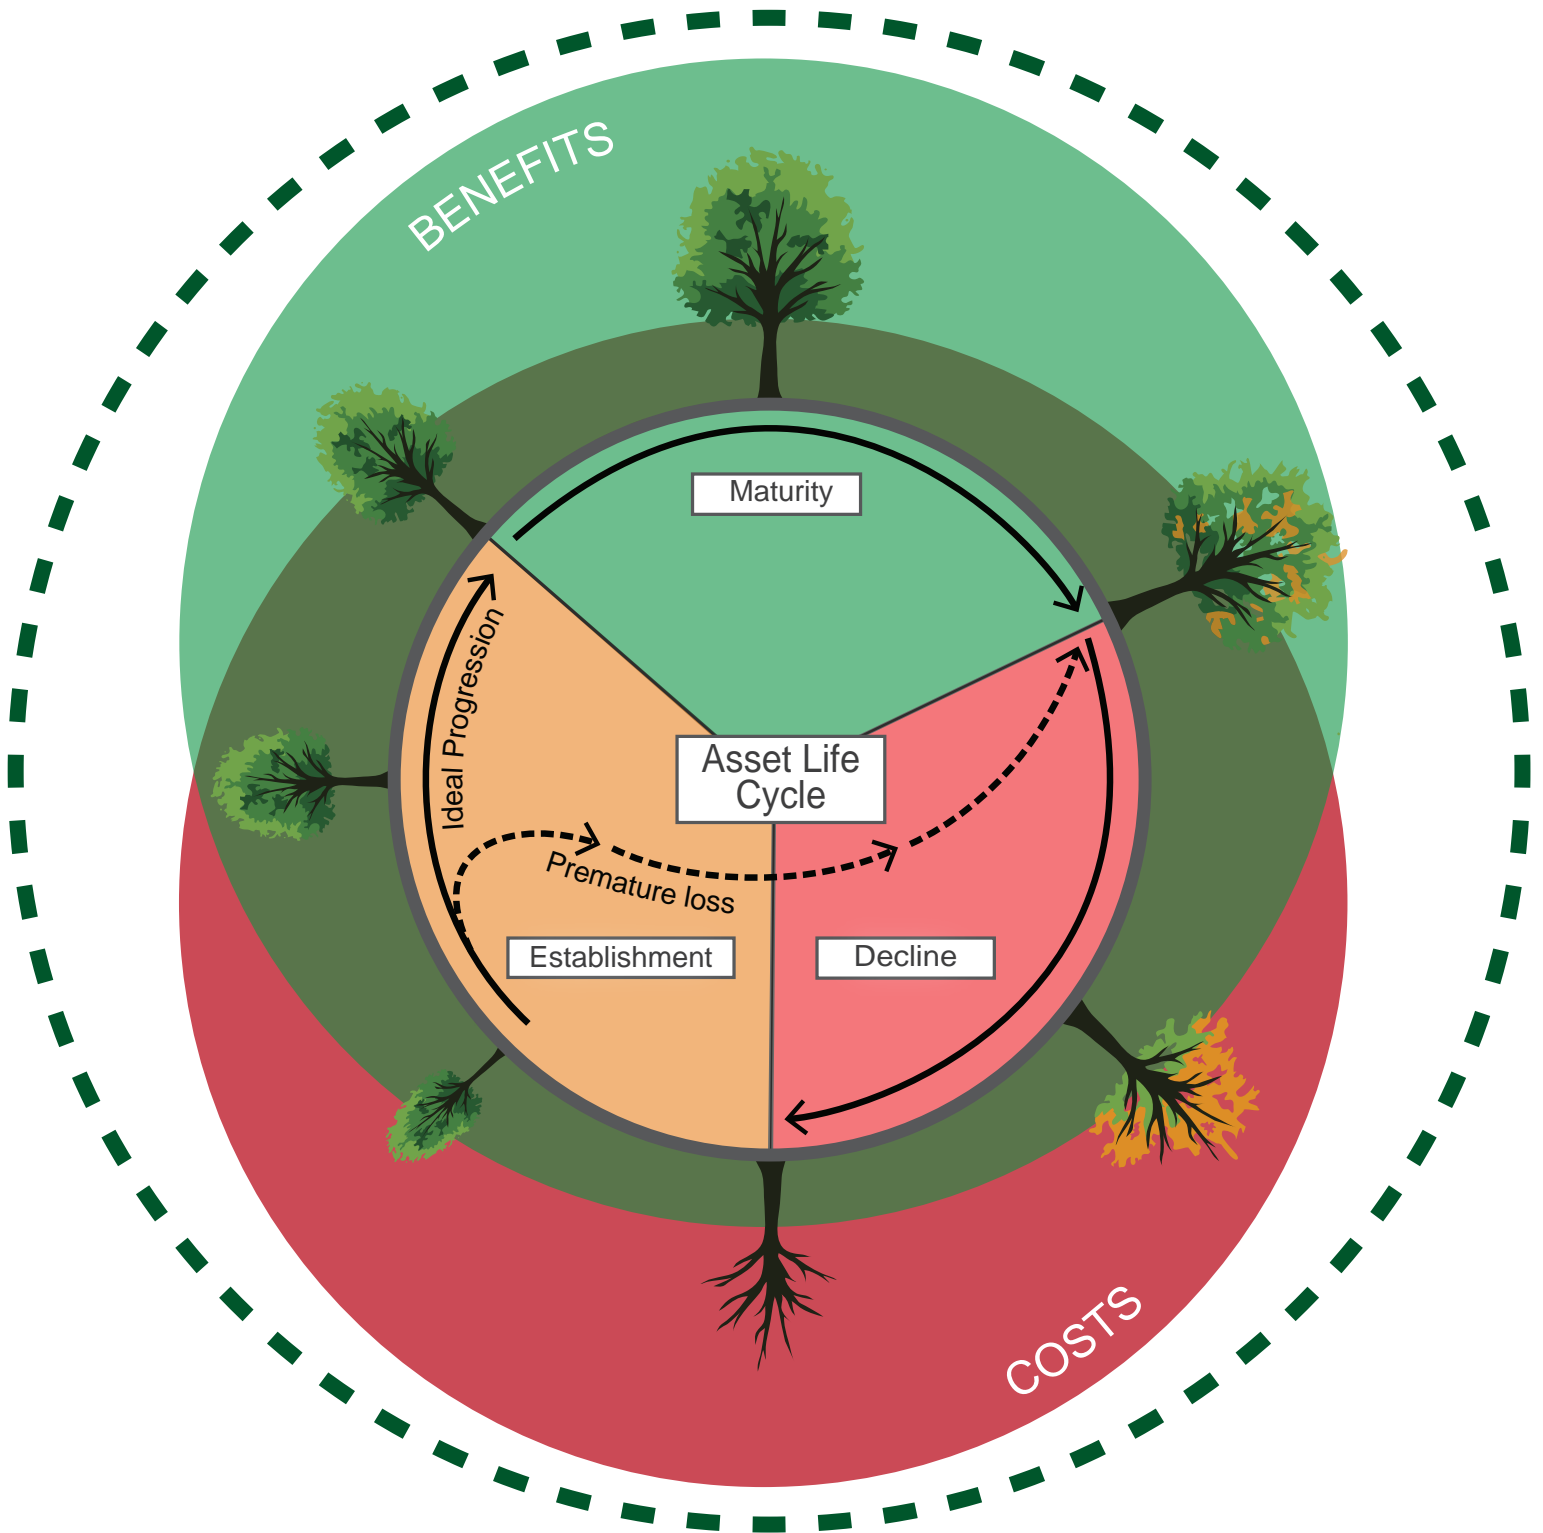 BENEFITS
Maturity
Ideal Progression
Asset Life
Cycle
Premature loss
Establishment
Decline
COSTS